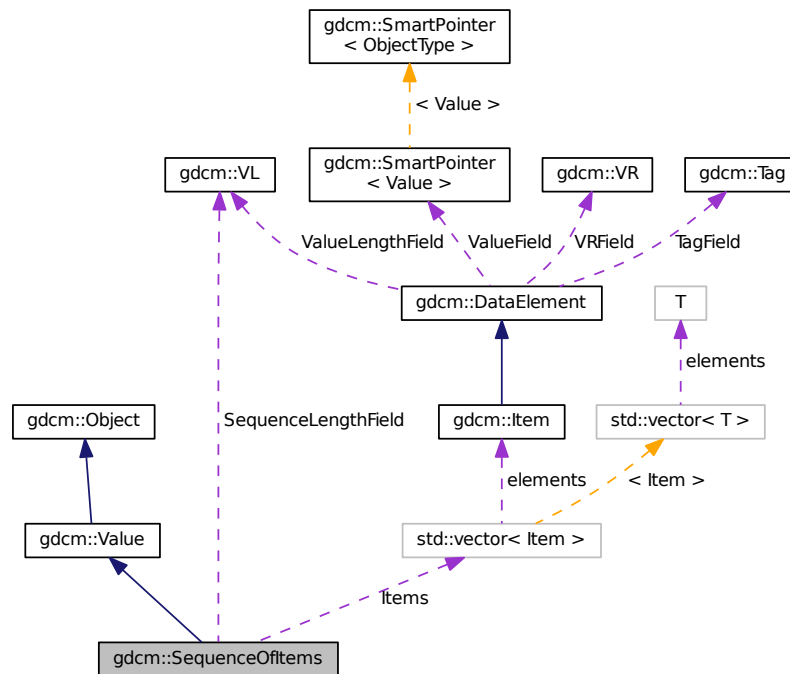 gdcm::SmartPointer
< ObjectType >
< Value >
gdcm::VL
gdcm::SmartPointer
< Value >
gdcm::VR
gdcm::Tag
ValueLengthField
ValueField
VRField
TagField
gdcm::DataElement
T
elements
gdcm::Object
SequenceLengthField
gdcm::Item
std::vector< T >
elements
< Item >
gdcm::Value
std::vector< Item >
Items
gdcm::SequenceOfItems